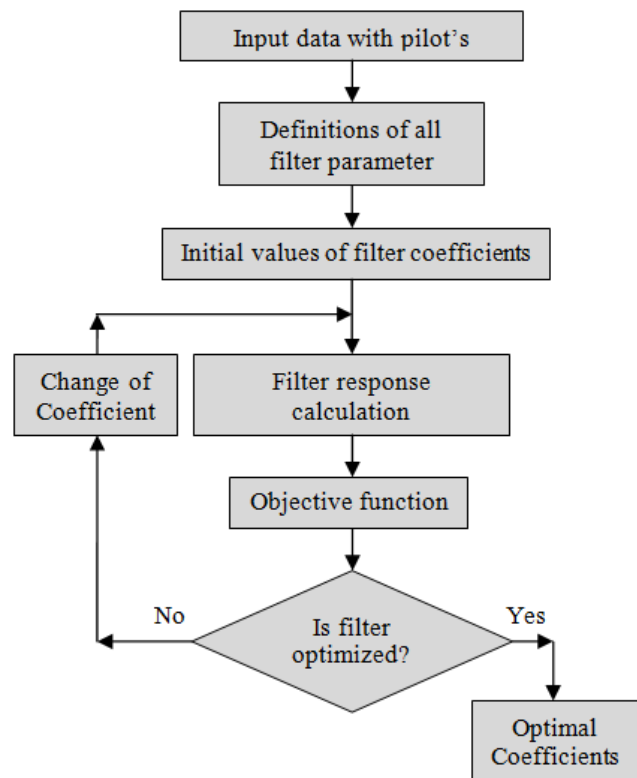 Input data with pilot’s
Definitions of all
filter parameter
Initial values of filter coefficients
Change of
Coefficient
Filter response
calculation
Objective function
No
Is filter
optimized?
Yes
Optimal
Coefficients